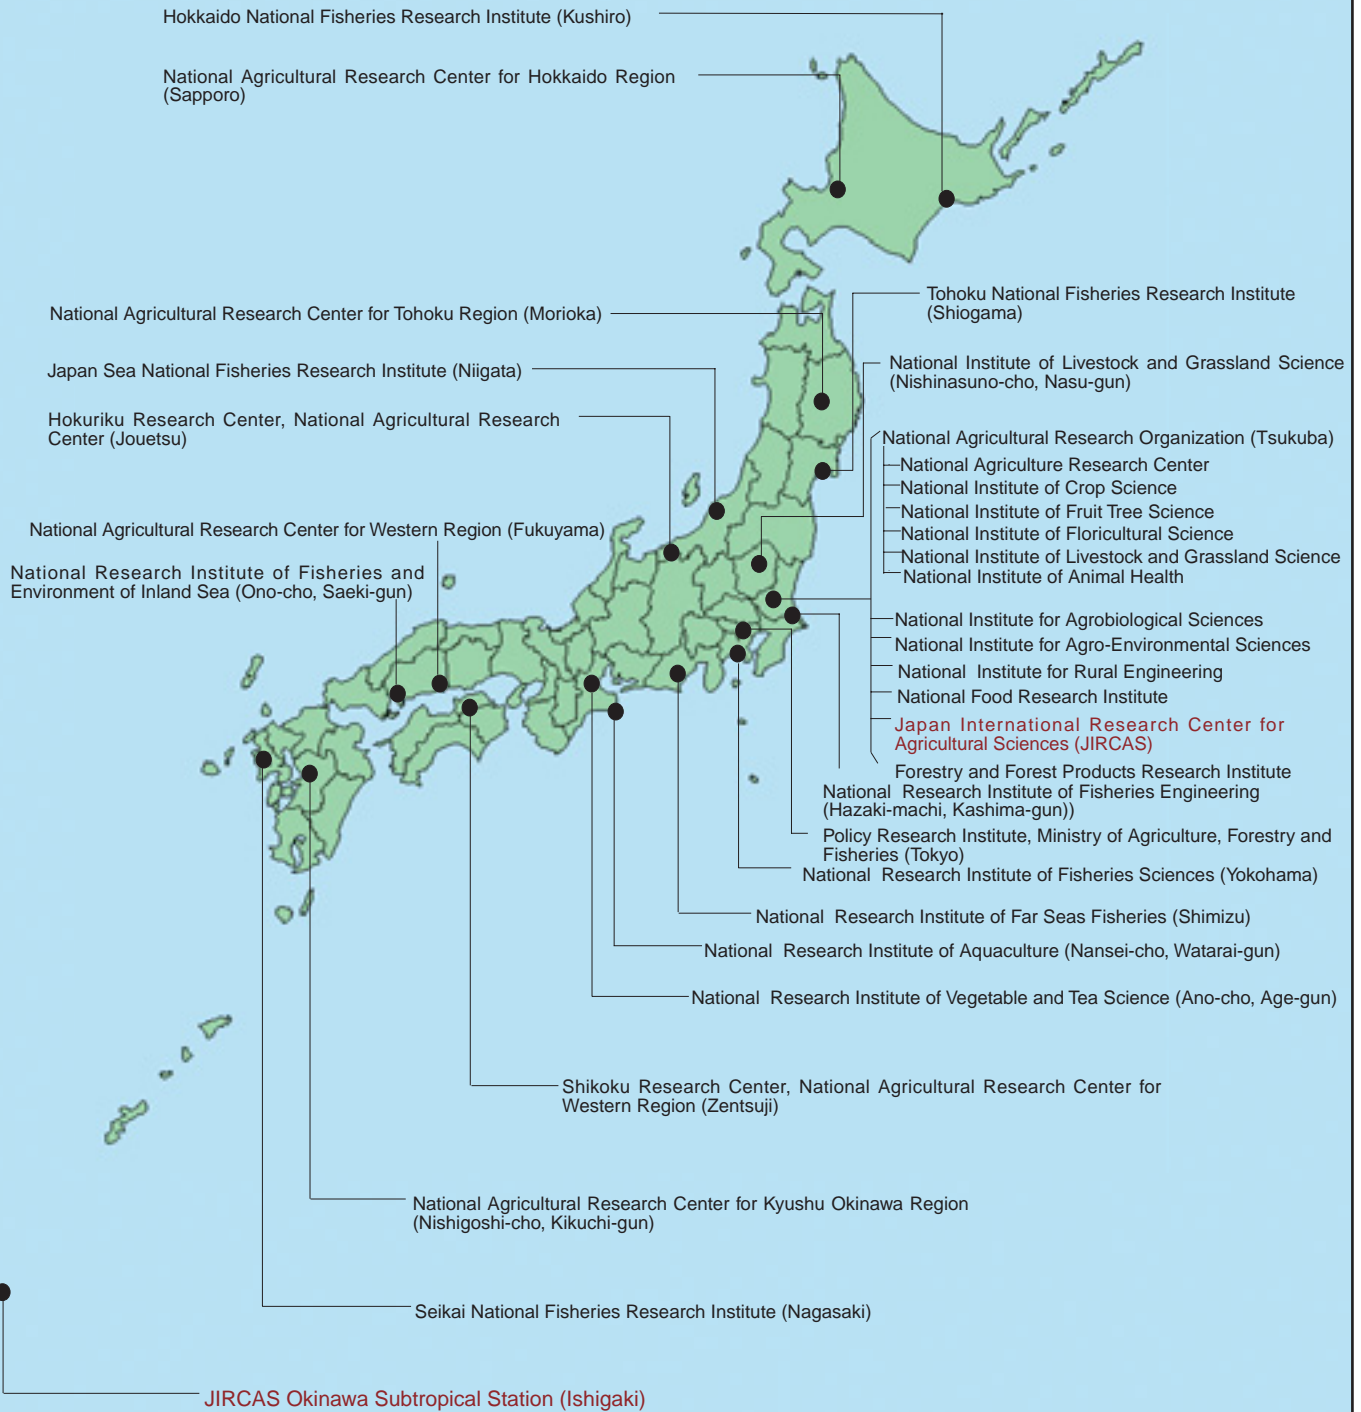 Hokkaido National Fisheries Research Institute (Kushiro)
National Agricultural Research Center for Hokkaido Region
(Sapporo)
Tohoku National Fisheries Research Institute
(Shiogama)
National Agricultural Research Center for Tohoku Region (Morioka)
National Institute of Livestock and Grassland Science
(Nishinasuno-cho, Nasu-gun)
Japan Sea National Fisheries Research Institute (Niigata)
Hokuriku Research Center, National Agricultural Research
Center (Jouetsu)
National Agricultural Research Organization (Tsukuba)
National Agriculture Research Center
National Institute of Crop Science
National Institute of Fruit Tree Science
National Institute of Floricultural Science
National Institute of Livestock and Grassland Science
National Institute of Animal Health
National Agricultural Research Center for Western Region (Fukuyama)
National Research Institute of Fisheries and
Environment of Inland Sea (Ono-cho, Saeki-gun)
National Institute for Agrobiological Sciences
National Institute for Agro-Environmental Sciences
National Institute for Rural Engineering
National Food Research Institute
Japan International Research Center for
Agricultural Sciences (JIRCAS)
Forestry and Forest Products Research Institute
National Research Institute of Fisheries Engineering
(Hazaki-machi, Kashima-gun))
Policy Research Institute, Ministry of Agriculture, Forestry and
Fisheries (Tokyo)
National Research Institute of Fisheries Sciences (Yokohama)
National Research Institute of Far Seas Fisheries (Shimizu)
National Research Institute of Aquaculture (Nansei-cho, Watarai-gun)
National Research Institute of Vegetable and Tea Science (Ano-cho, Age-gun)
Shikoku Research Center, National Agricultural Research Center for
Western Region (Zentsuji)
National Agricultural Research Center for Kyushu Okinawa Region
(Nishigoshi-cho, Kikuchi-gun)
Seikai National Fisheries Research Institute (Nagasaki)
JIRCAS Okinawa Subtropical Station (Ishigaki)